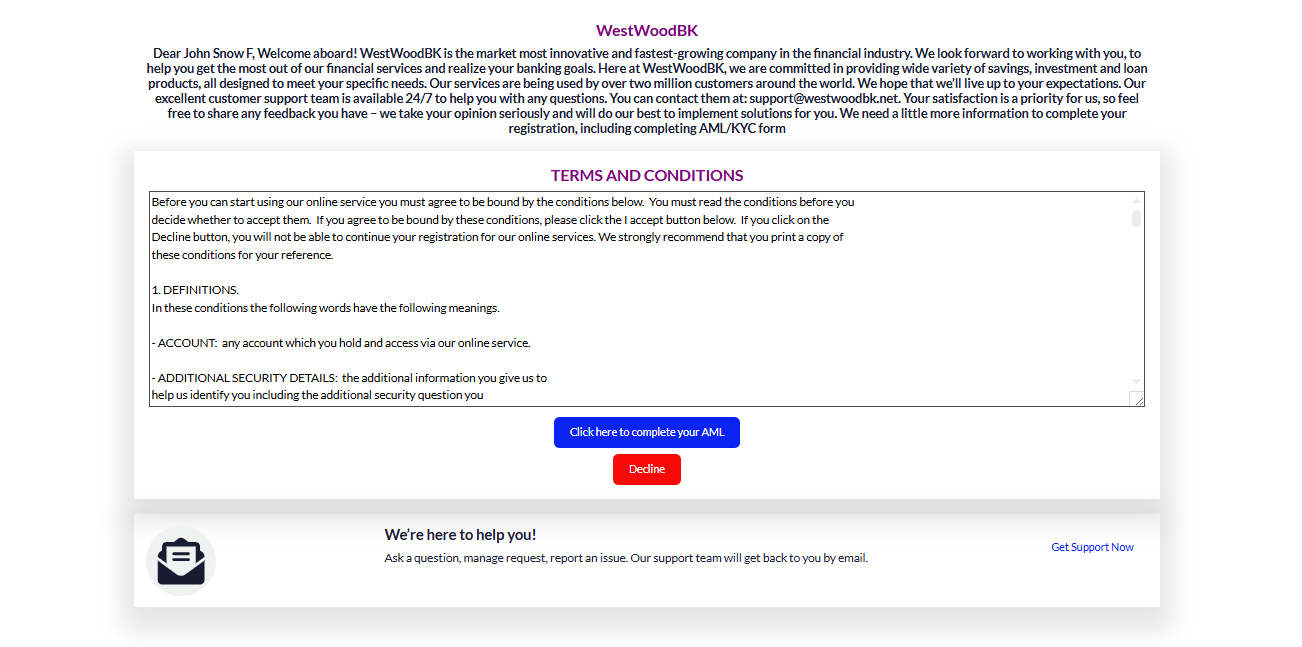 WestWoodBK
Dear John Snow F, Welcome aboard! WestWoodBK is the market most innovative and fastest-growing company in the financial industry. We look forward to working with you, to
help you get the most out of our financial services and realize your banking goals. Here at WestWoodBK, we are committed in providing wide variety of savings, investment and loan
products, all designed to meet your specific needs. Our services are being used by over two million customers around the world. We hope that we'll live up to your expectations. Our
excellent customer support team is available 24/7 to help you with any questions. You can contact them at: support@westwoodbk.net. Your satisfaction is a priority for us, so feel
free to share any feedback you have – we take your opinion seriously and will do our best to implement solutions for you. We need a little more information to complete your
registration, including completing AML/KYC form
TERMS AND CONDITIONS
Before you can start using our online service you must agree to be bound by the conditions below. You must read the conditions before you
decide whether to accept them. If you agree to be bound by these conditions, please click the I accept button below. If you click on the
Decline button, you will not be able to continue your registration for our online services. We strongly recommend that you print a copy of
these conditions for your reference.
1. DEFINITIONS.
In these conditions the following words have the following meanings.
- ACCOUNT: any account which you hold and access via our online service.
- ADDITIONAL SECURITY DETAILS: the additional information you give us to
help us identify you including the additional security question you
Click here to complete your AML
Decline
We're here to help you!
Ask a question, manage request, report an issue. Our support team will get back to you by email.
Get Support Now